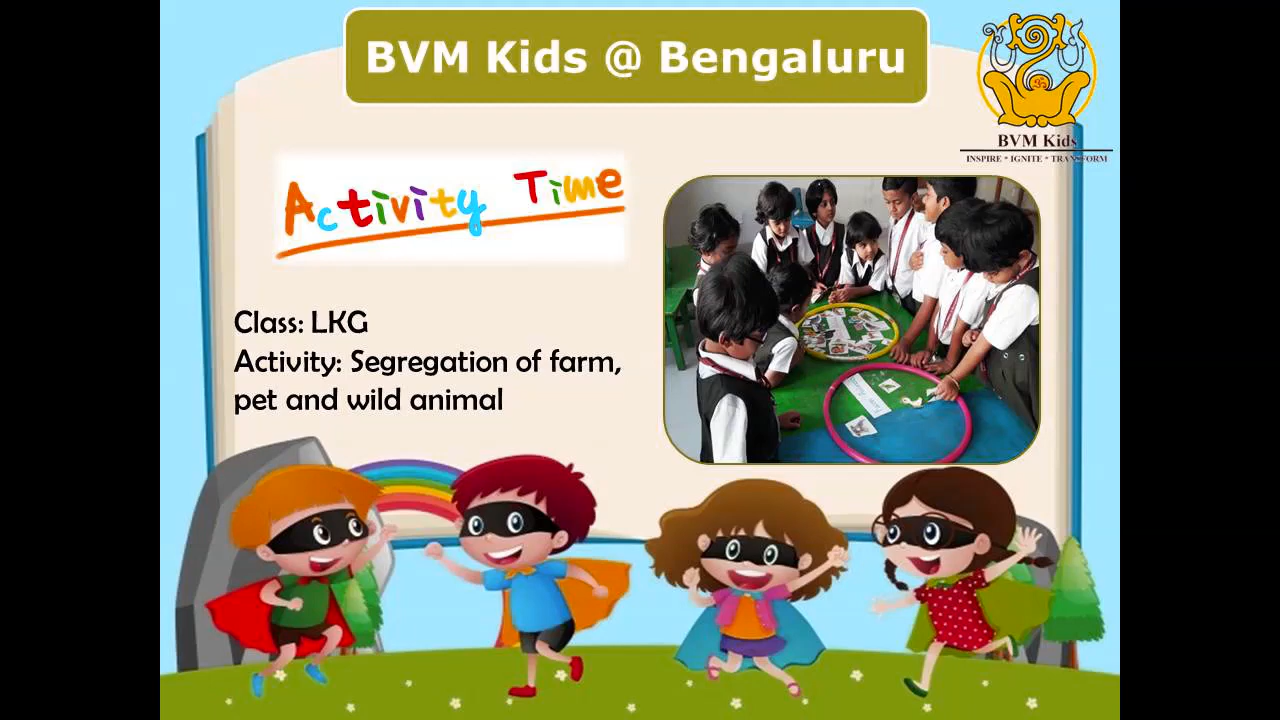 BVM Kids @ Bengaluru
BVM Kids
INSPIRE * IGNITE * TRANSFORM
Activity Time
Class: LKG
Activity: Segregation of farm,
pet and wild animal